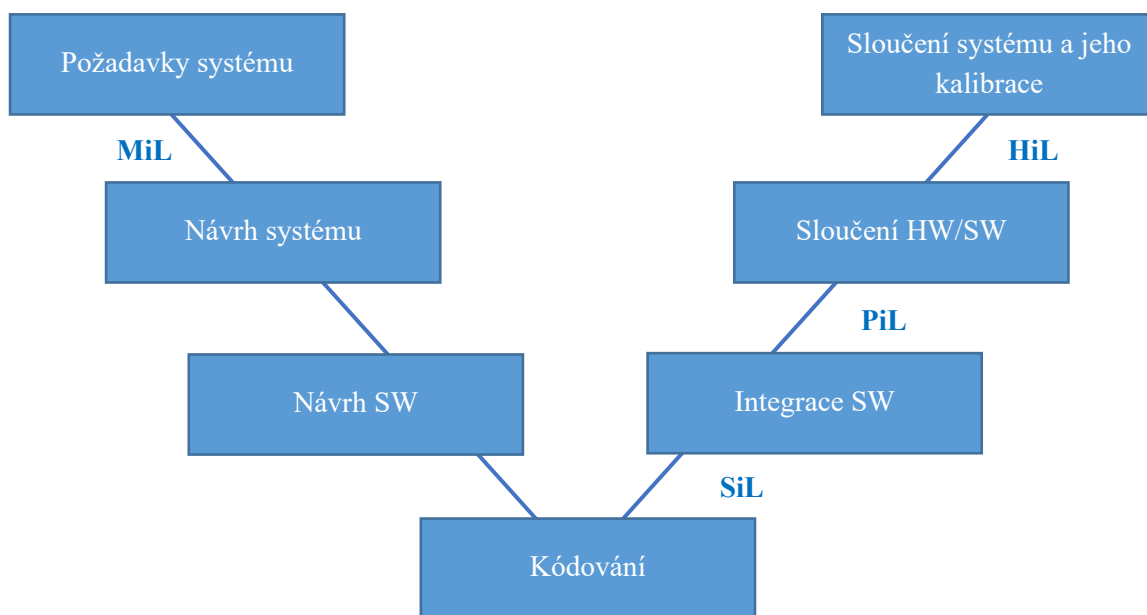 Požadavky systému
Sloučení systému a jeho
kalibrace
MiL
HiL
Návrh systému
Sloučení HW/SW
PiL
Návrh SW
Integrace SW
SiL
Kódování